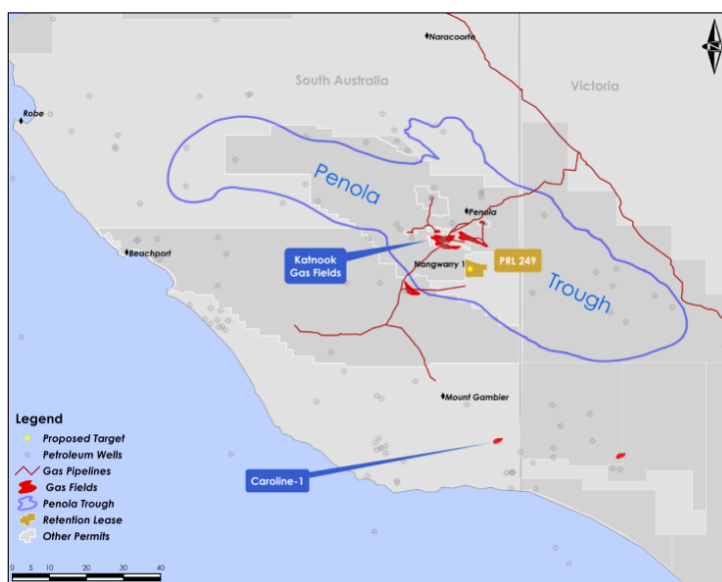 Naracoorte
N
South Australia
Victoria
Robe
Penola
Penola
Beachport
Katnook
Gas Fields
Nangwarry 1
PRL 249
Trough
Mount Gambier
Caroline-1
Legend
Proposed Target
Petroleum Wells
Gas Pipelines
Gas Fields
Penola Trough
Retention Lease
Other Permits
0 5 10 20 30 40